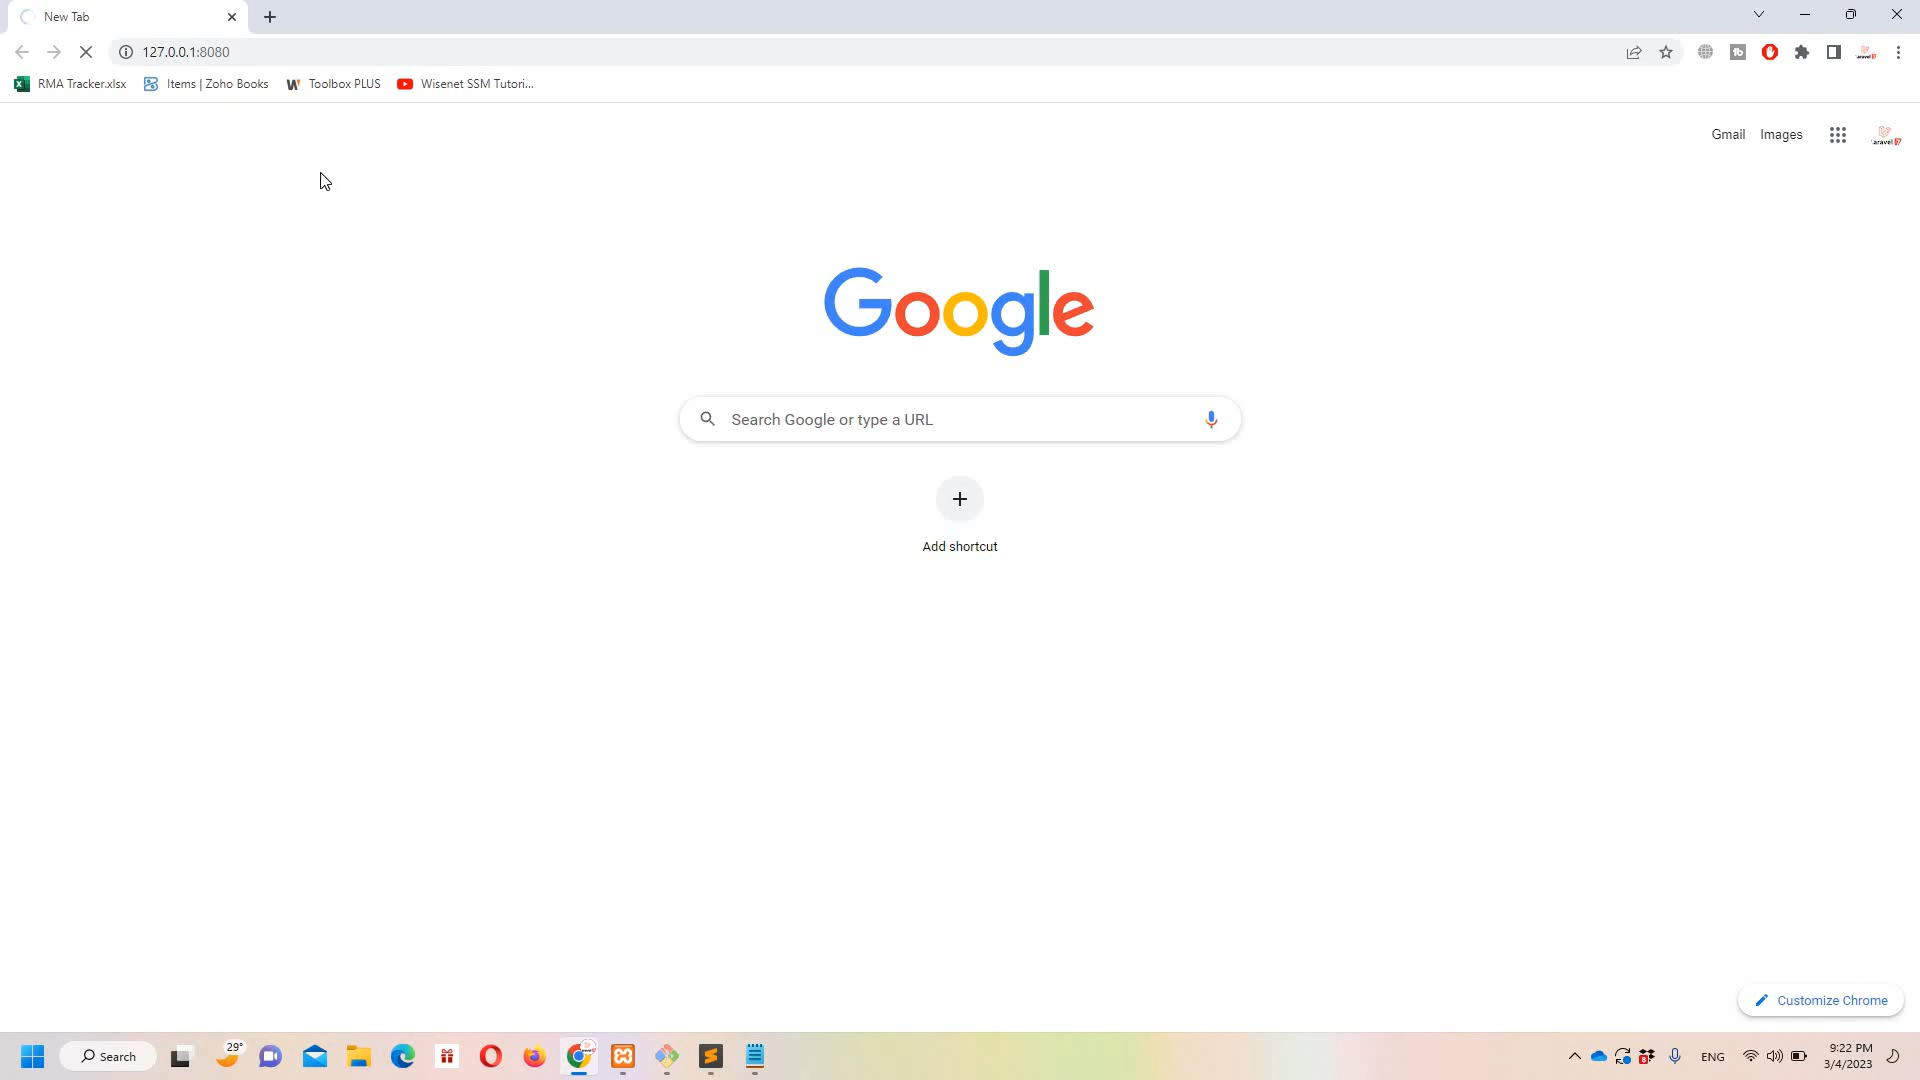 New Tab
127.0.0.1:8080
RMA Tracker.xlsx
Items | Zoho Books
Toolbox PLUS
Wisenet SSM Tutori...
Gmail
Images
Google
Search Google or type a URL
Add shortcut
Customize Chrome
Search
29°
ENG
9:22 PM
3/4/2023